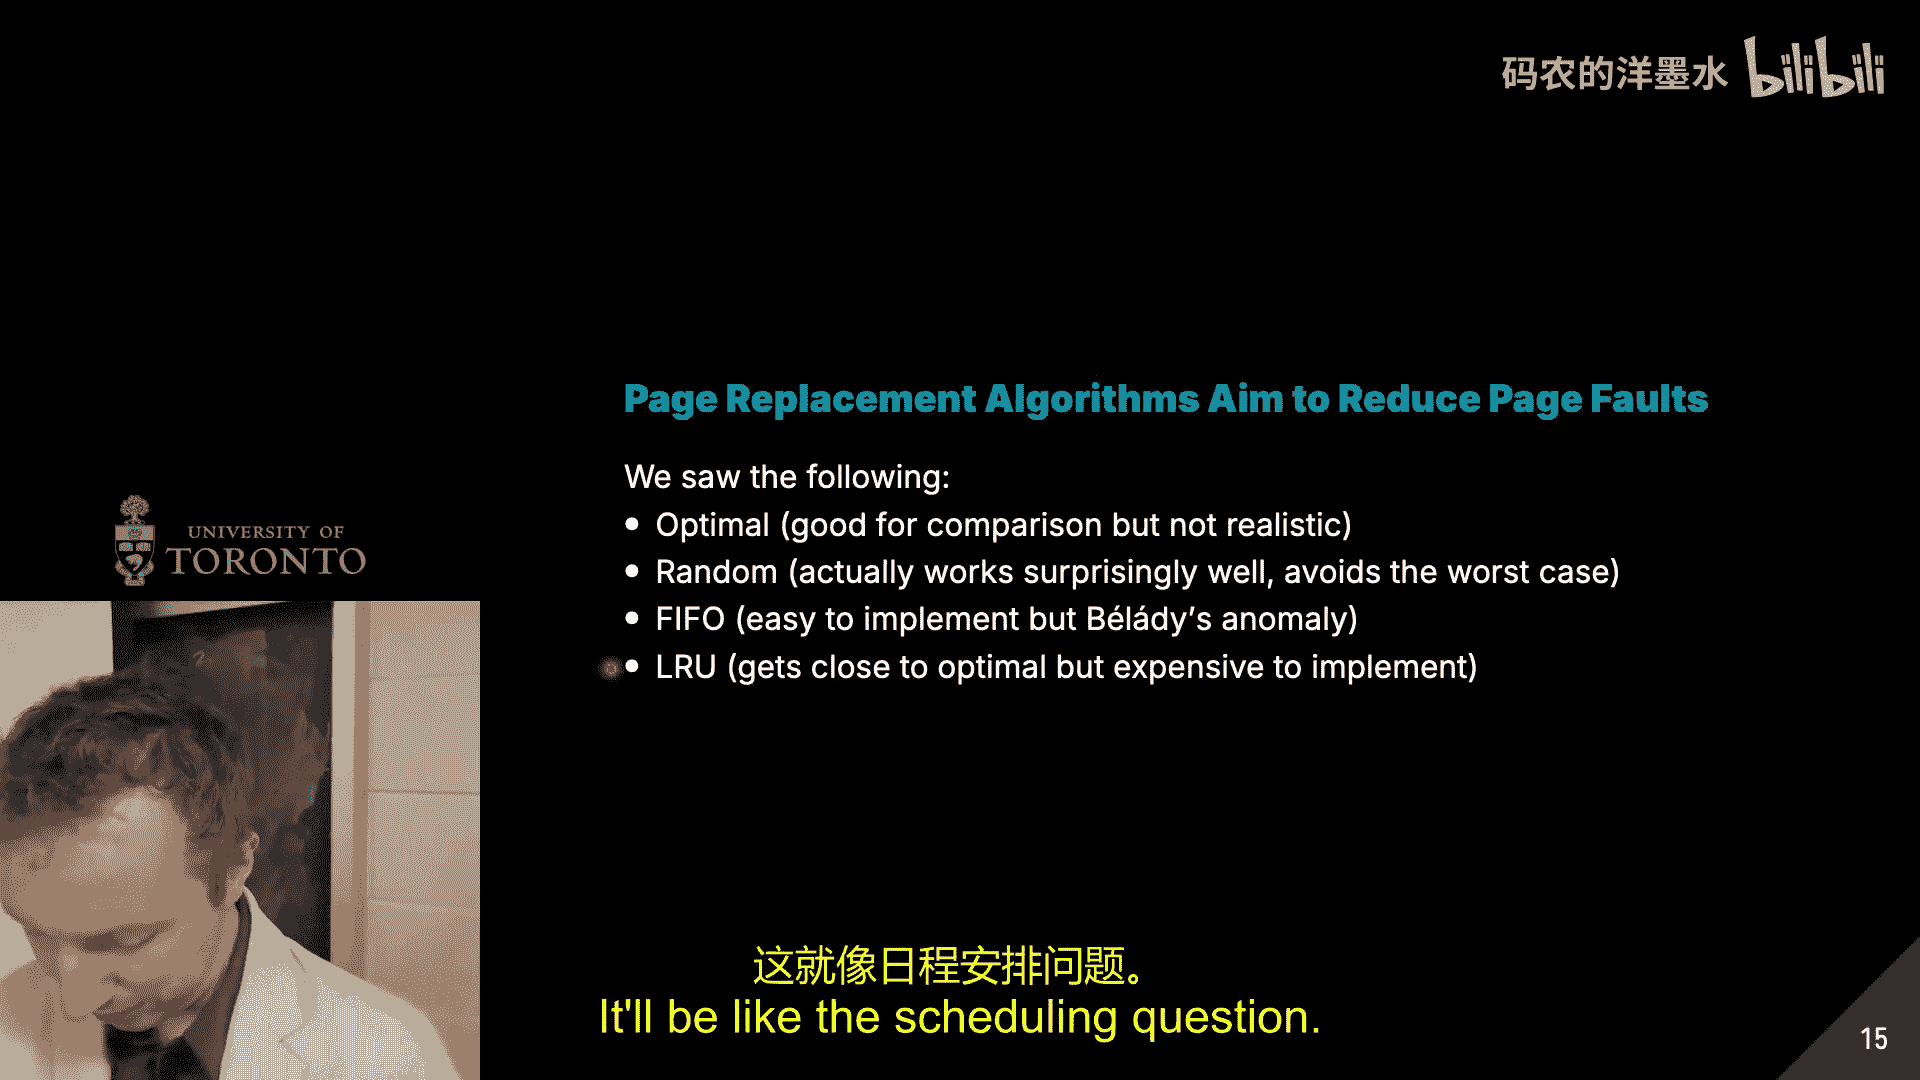 码农的洋墨水 bilibili
Page Replacement Algorithms Aim to Reduce Page Faults
We saw the following:
• Optimal (good for comparison but not realistic)
• Random (actually works surprisingly well, avoids the worst case)
• FIFO (easy to implement but Bélády’s anomaly)
• LRU (gets close to optimal but expensive to implement)
UNIVERSITY OF
TORONTO
这就像日程安排问题。
It'll be like the scheduling question.
15